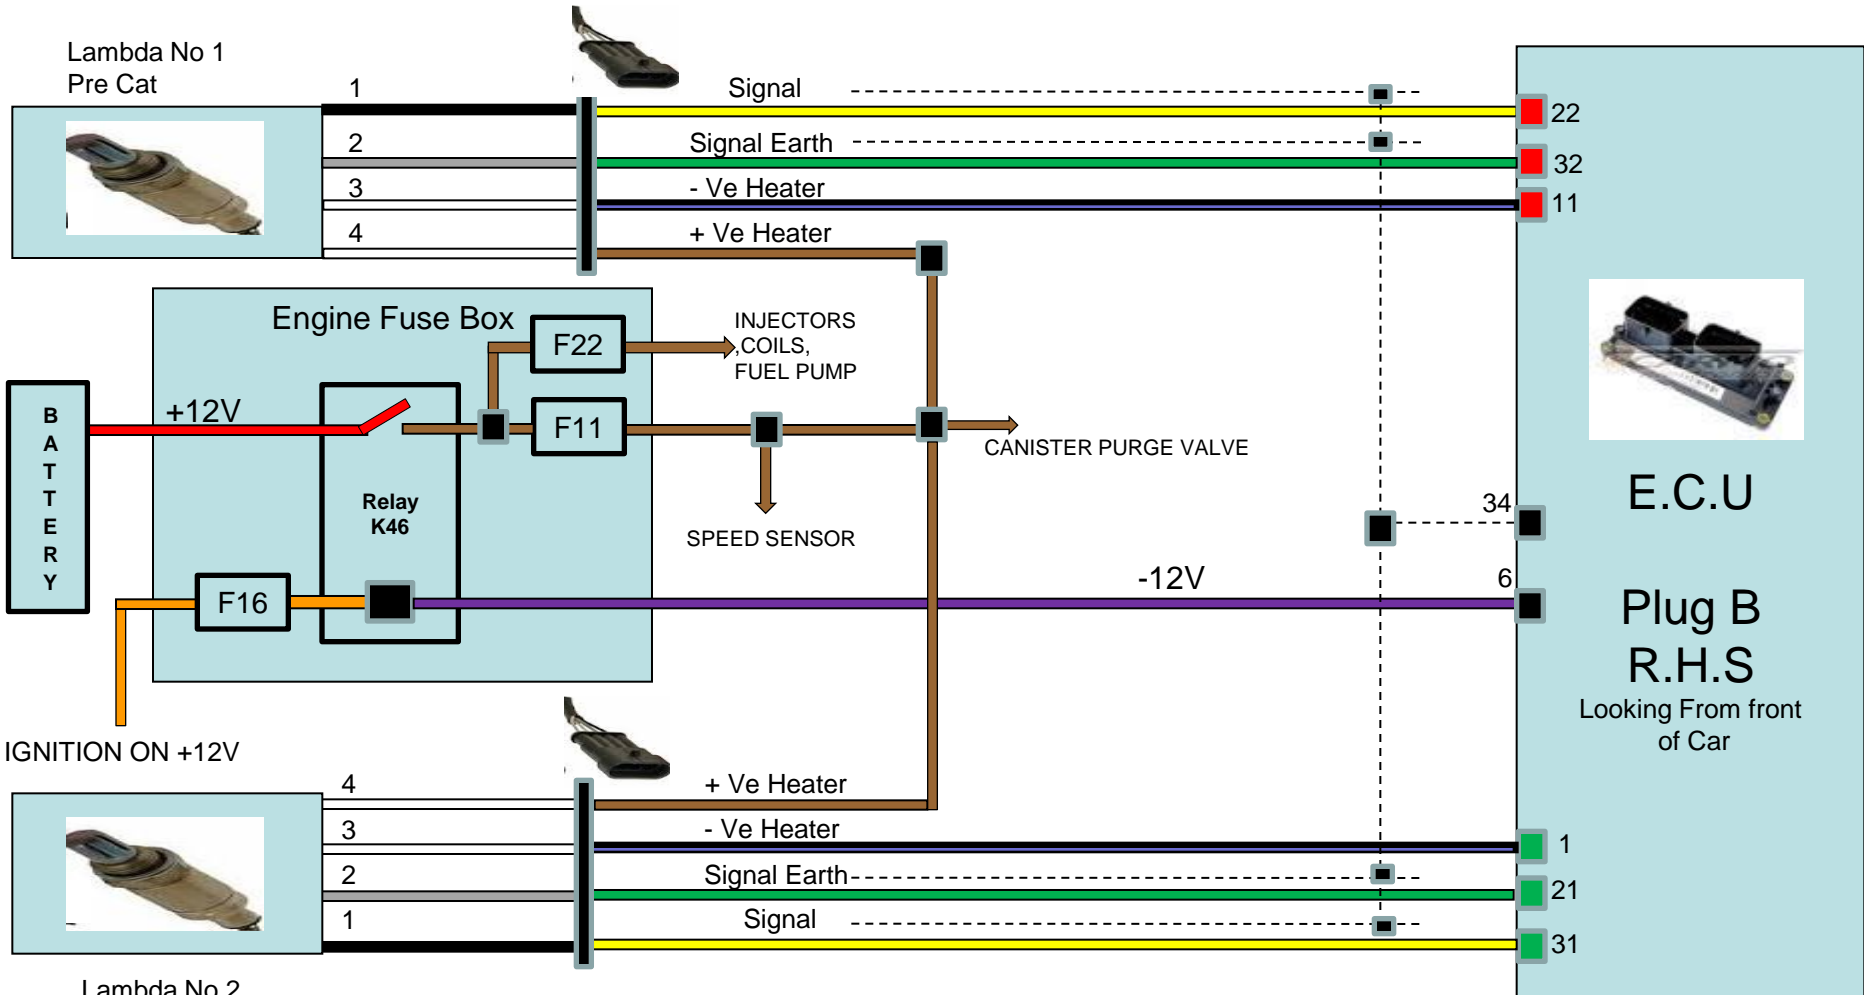 Lambda No 1
Pre Cat
1
2
3
4
Signal
Signal Earth
- Ve Heater
+ Ve Heater
22
32
11
Engine Fuse Box
F22
INJECTORS
,COILS,
FUEL PUMP
BATTERY
+12V
F11
CANISTER PURGE VALVE
Relay
K46
SPEED SENSOR
F16
-12V
34
6
E.C.U
Plug B
R.H.S
Looking From front
of Car
IGNITION ON +12V
4
3
2
1
+ Ve Heater
- Ve Heater
Signal Earth
Signal
1
21
31
Lambda No 2